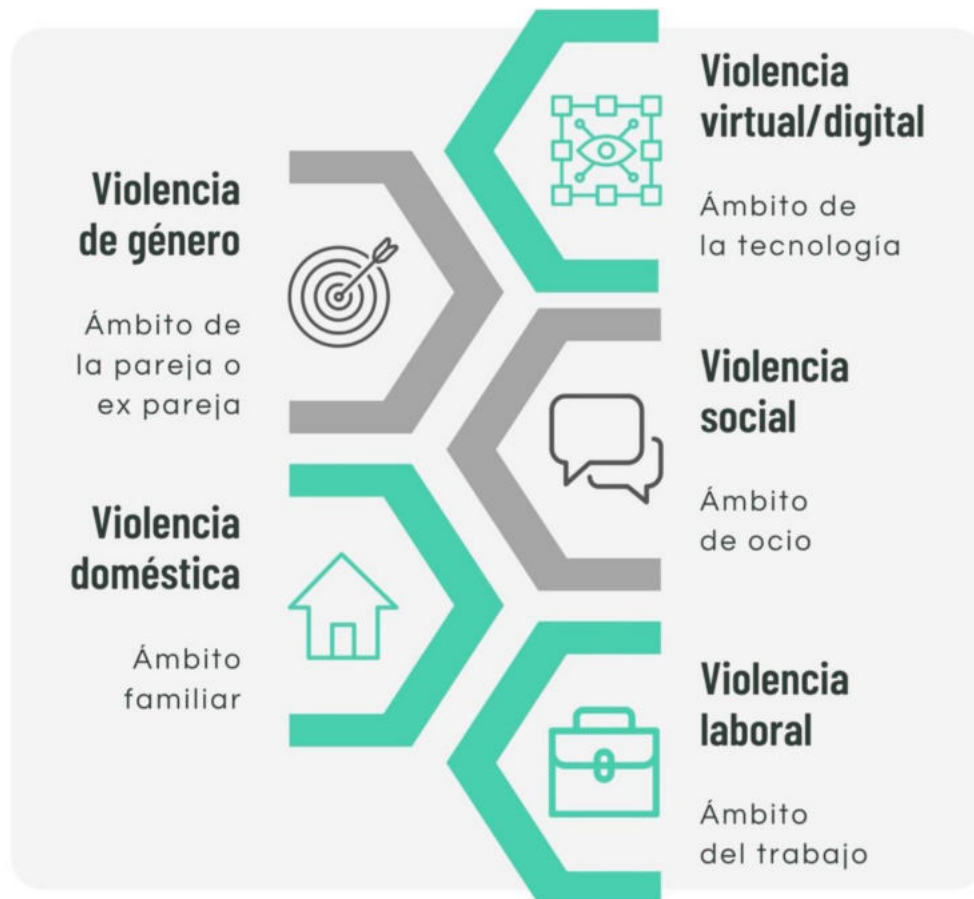 Violencia
virtual/digital
Ámbito de
la tecnología
Violencia
de género
Ámbito de
la pareja o
ex pareja
Violencia
social
Ámbito
de ocio
Violencia
doméstica
Ámbito
familiar
Violencia
laboral
Ámbito
del trabajo